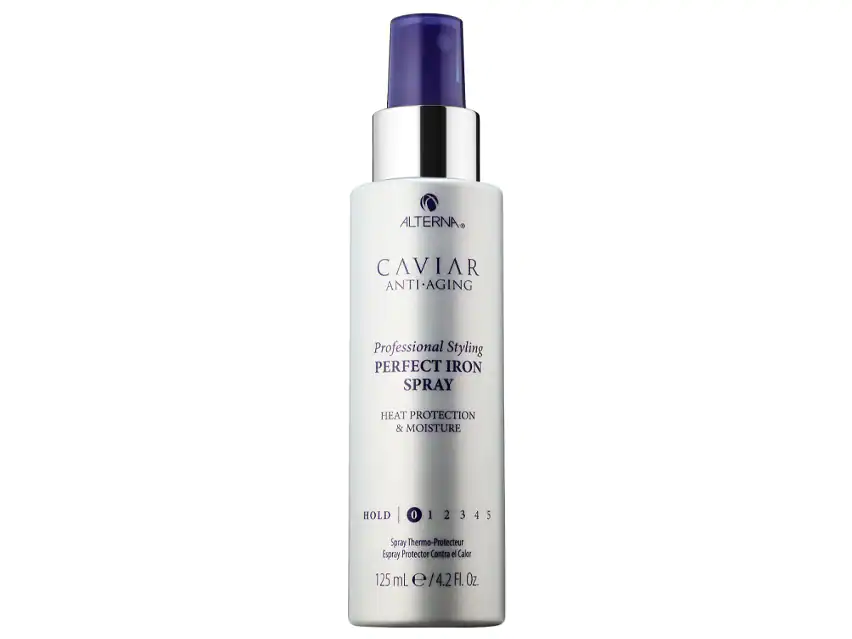 ALTERNA®
CAVIAR
ANTI·AGING
Professional Styling
PERFECT IRON
SPRAY
HEAT PROTECTION
& MOISTURE
HOLD | 0 1 2 3 4 5
Spray Thermo-Protecteur
Espray Protector Contra el Calor
125 mL ℮ / 4.2 Fl. Oz.